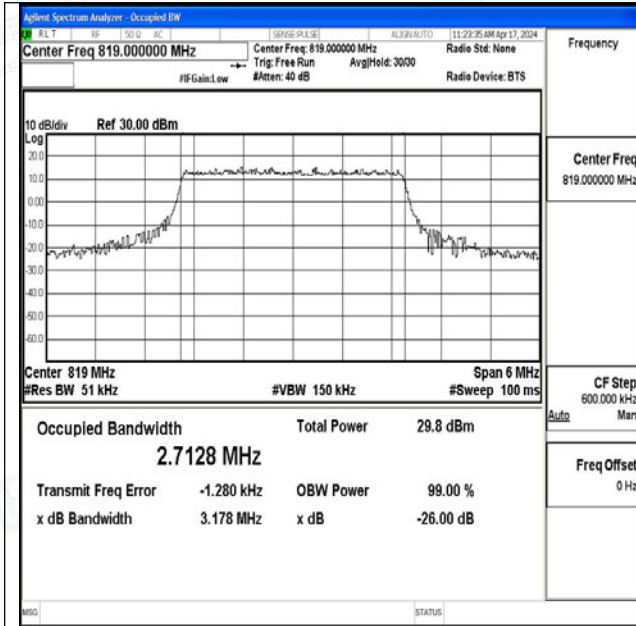 Agilent Spectrum Analyzer - Occupied BW
RLT RF 50 Ω AC SENSE:PULSE ALIGNAUTO 11:23:35 AM Apr 17, 2024
Center Freq 819.000000 MHz
Center Freq: 819.000000 MHz
Radio Std: None
Trig: Free Run Avg|Hold: 30/30
#IFGain:Low
#Atten: 40 dB
Radio Device: BTS
Frequency
10 dB/div Ref 30.00 dBm
Log
20.0
10.0
0.00
-10.0
-20.0
-30.0
-40.0
-50.0
-60.0
Center Freq
819.000000 MHz
Center 819 MHz
Span 6 MHz
#Res BW 51 kHz
#VBW 150 kHz
#Sweep 100 ms
CF Step
600.000 kHz
Auto Man
Occupied Bandwidth
Total Power 29.8 dBm
2.7128 MHz
Transmit Freq Error -1.280 kHz OBW Power 99.00 %
x dB Bandwidth 3.178 MHz x dB -26.00 dB
Freq Offset
0 Hz
MSG
STATUS